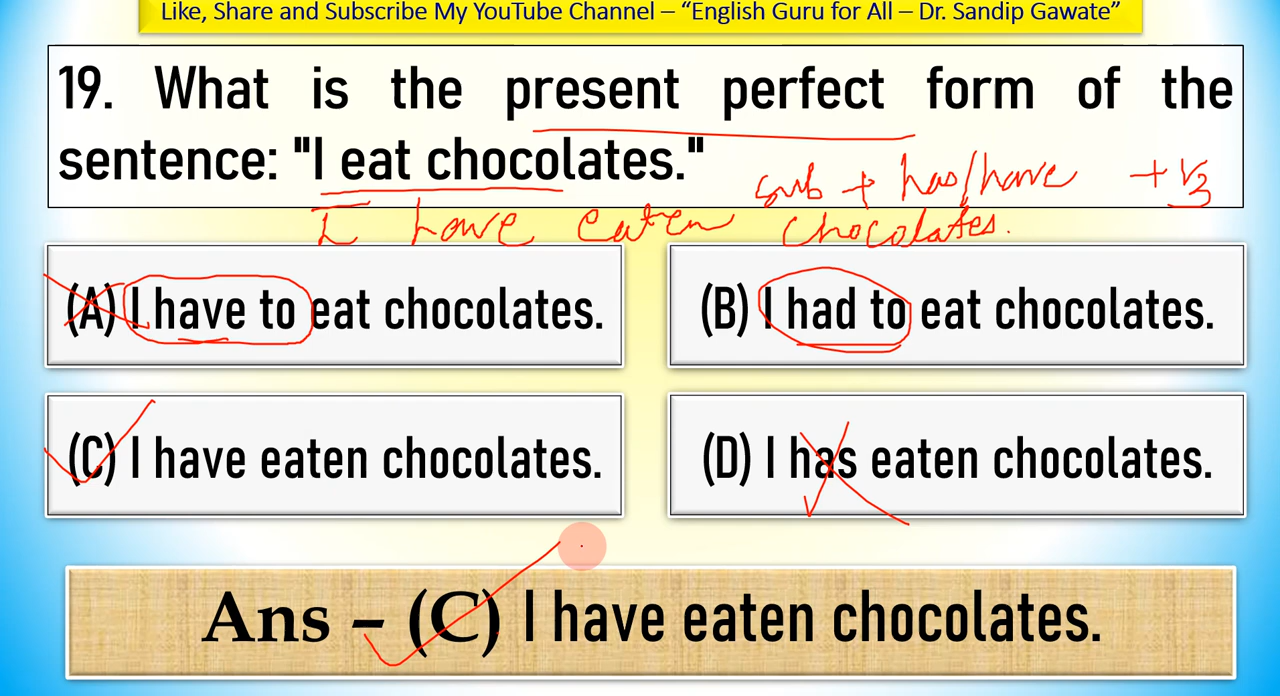 Like, Share and Subscribe My YouTube Channel – “English Guru for All – Dr. Sandip Gawate”
19. What is the present perfect form of the
sentence: "I eat chocolates."
sub + has/have + V3
I have eaten chocolates.
(A) I have to eat chocolates.
(B) I had to eat chocolates.
(C) I have eaten chocolates.
(D) I has eaten chocolates.
Ans – (C) I have eaten chocolates.